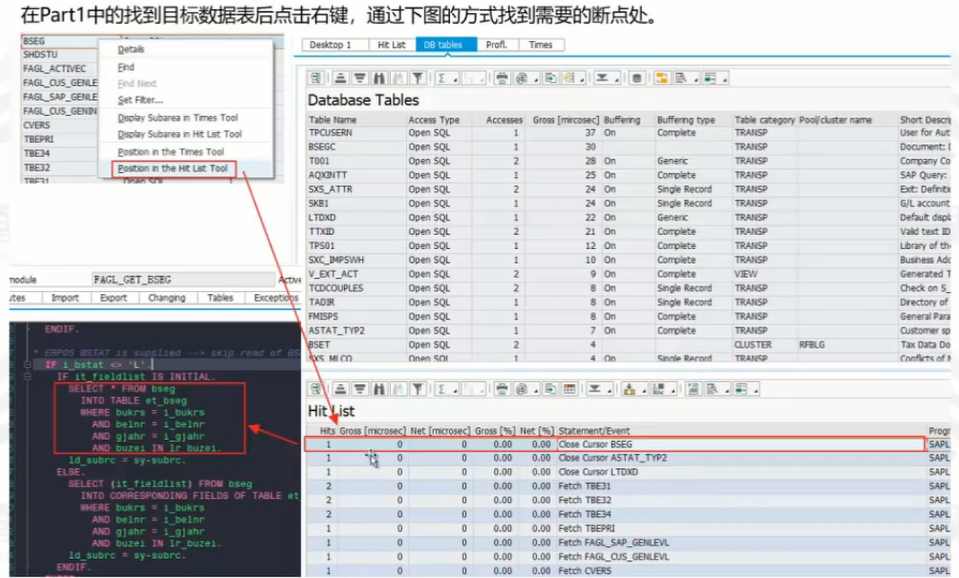 在Part1中的找到目标数据表后点击右键，通过下图的方式找到需要的断点处。
BSEG
SHDSTU
FAGL_ACTIVEC
FAGL_CUS_GENLE
FAGL_SAP_GENLE
FAGL_CUS_GENIN
CVERS
TBEPRI
TBE34
TBE32
TBE31 Open SQL
Details
Find
Find Next
Set Filter...
Display Subarea in Times Tool
Display Subarea in Hit List Tool
Position in the Times Tool
Position in the Hit List Tool
Desktop 1 Hit List DB tables Profl. Times
Database Tables
Table Name Access Type Accesses Gross [mircosec] Buffering Buffering type Table category Pool/cluster name Short Descrip
TPCUSERN Open SQL 1 37 On Complete TRANSP User for Aut
BSEGC Open SQL 1 30 TRANSP Document: D
T001 Open SQL 2 28 On Generic TRANSP Company Co
AQXINTT Open SQL 1 25 On Complete TRANSP SAP Query:
SXS_ATTR Open SQL 2 24 On Single Record TRANSP Exit: Definitio
SKB1 Open SQL 1 24 On Single Record TRANSP G/L account
LTDXD Open SQL 1 22 On Generic TRANSP Default displa
TTXID Open SQL 2 21 On Complete TRANSP Valid text ID
TPS01 Open SQL 1 12 On Complete TRANSP Library of the
SXC_IMPSWH Open SQL 1 10 On Complete TRANSP Business Add
V_EXT_ACT Open SQL 2 9 On Complete VIEW Generated T
TCDCOUPLES Open SQL 2 8 On Complete TRANSP Check on S_
TADIR Open SQL 1 8 On Single Record TRANSP Directory of
FMISPS Open SQL 1 8 On Complete TRANSP General Para
ASTAT_TYP2 Open SQL 1 7 On Complete TRANSP Customer sp
BSET Open SQL 2 4 CLUSTER RFBLG Tax Data Do
SXS_MLCO Open SQL 1 4 On Single Record TRANSP Conflicts of M
module FAGL_GET_BSEG Active
utes Import Export Changing Tables Exceptions
ENDIF.
* ERPOS BSTAT is supplied --> skip read of BS
IF i_bstat <> 'L'.
IF it_fieldlist IS INITIAL.
SELECT * FROM bseg
INTO TABLE et_bseg
WHERE bukrs = i_bukrs
AND belnr = i_belnr
AND gjahr = i_gjahr
AND buzei IN lr_buzei.
ld_subrc = sy-subrc.
ELSE.
SELECT (it_fieldlist) FROM bseg
INTO CORRESPONDING FIELDS OF TABLE et
WHERE bukrs = i_bukrs
AND belnr = i_belnr
AND gjahr = i_gjahr
AND buzei IN lr_buzei.
ld_subrc = sy-subrc.
ENDIF.
Hit List
Hits Gross [microsec] Net [microsec] Gross [%] Net [%] Statement/Event Progr
1 0 0 0.00 0.00 Close Cursor BSEG SAPL
1 0 0 0.00 0.00 Close Cursor ASTAT_TYP2 SAPL
1 0 0 0.00 0.00 Close Cursor LTDXD SAPL
2 0 0 0.00 0.00 Fetch TBE31 SAPL
2 0 0 0.00 0.00 Fetch TBE32 SAPL
2 0 0 0.00 0.00 Fetch TBE34 SAPL
1 0 0 0.00 0.00 Fetch TBEPRI SAPL
1 0 0 0.00 0.00 Fetch FAGL_SAP_GENLEVL SAPL
1 0 0 0.00 0.00 Fetch FAGL_CUS_GENLEVL SAPL
1 0 0 0.00 0.00 Fetch CVERS SAPL